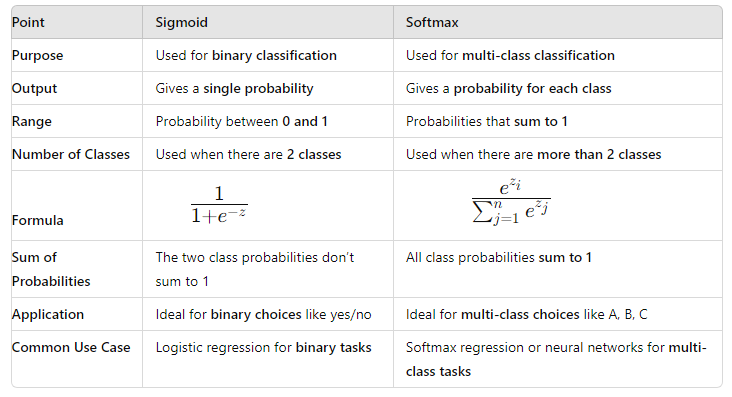 Point Sigmoid Softmax
Purpose Used for binary classification Used for multi-class classification
Output Gives a single probability Gives a probability for each class
Range Probability between 0 and 1 Probabilities that sum to 1
Number of Classes Used when there are 2 classes Used when there are more than 2 classes
Formula 1/(1+e^{-z}) e^{z_i}/∑_{j=1}^{n} e^{z_j}
Sum of The two class probabilities don't All class probabilities sum to 1
Probabilities sum to 1
Application Ideal for binary choices like yes/no Ideal for multi-class choices like A, B, C
Common Use Case Logistic regression for binary tasks Softmax regression or neural networks for multi-
class tasks